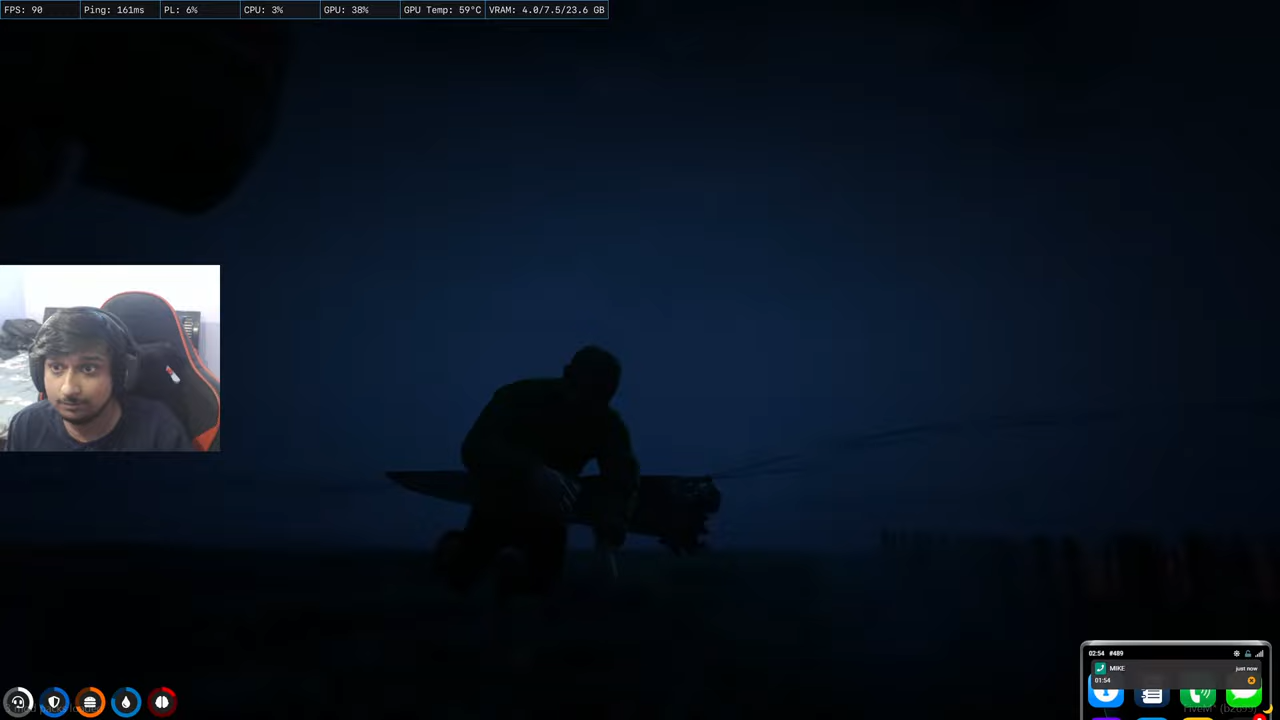 FPS: 90 Ping: 161ms PL: 6% CPU: 3% GPU: 38% GPU Temp: 59°C VRAM: 4.0/7.5/23.6 GB
02:54 #489
MIKE just now
01:54